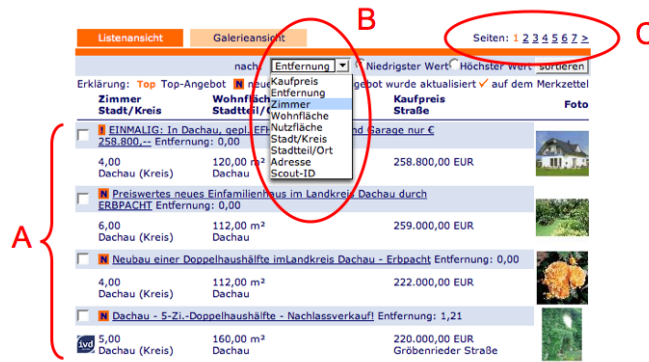 B
C
Listenansicht Galerieansicht Seiten: 1 2 3 4 5 6 7 >
nach: Entfernung Niedrigster Wert Höchster Wert sortieren
Kaufpreis
Entfernung
Zimmer
Wohnfläche
Nutzfläche
Stadt/Kreis
Stadtteil/Ort
Adresse
Scout-ID
Erklärung: Top Top-Angebot N neue gebot wurde aktualisiert ✓ auf dem Merkzettel
Zimmer Wohnfläch Kaufpreis Foto
Stadt/Kreis Stadtteil/ Straße
A
! EINMALIG: In Dachau, gepl. EFH nd Garage nur €
258.800,-- Entfernung: 0,00
4,00 120,00 m² 258.800,00 EUR
Dachau (Kreis) Dachau
N Preiswertes neues Einfamilienhaus im Landkreis Dachau durch
ERBPACHT Entfernung: 0,00
6,00 112,00 m² 259.000,00 EUR
Dachau (Kreis) Dachau
N Neubau einer Doppelhaushälfte imLandkreis Dachau - Erbpacht Entfernung: 0,00
4,00 112,00 m² 222.000,00 EUR
Dachau (Kreis) Dachau
N Dachau - 5-Zi.-Doppelhaushälfte - Nachlassverkauf! Entfernung: 1,21
ivd 5,00 160,00 m² 220.000,00 EUR
Dachau (Kreis) Dachau Gröbenrieder Straße